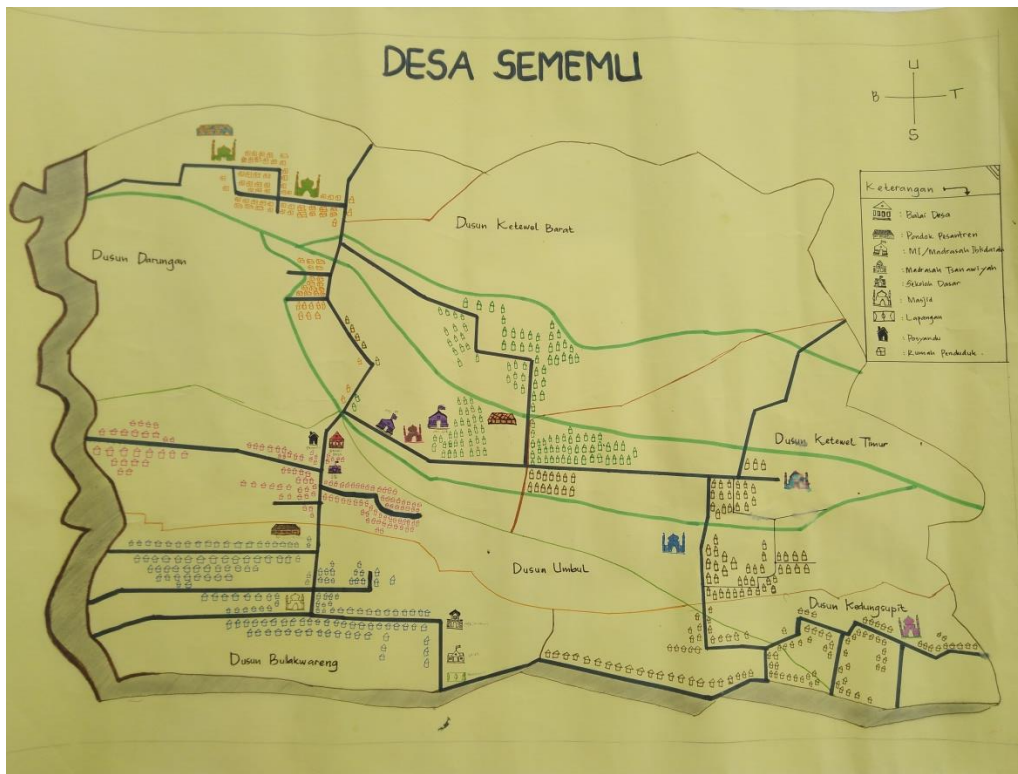 DESA SEMEMU
U
B T
S
Keterangan
: Balai Desa
: Pondok Pesantren
: MI/Madrasah Ibtidaiah
: Madrasah Tsanawiyah
: Sekolah Dasar
: Masjid
: Lapangan
: Posyandu
: Rumah Penduduk.
Dusun Ketewel Barat
Dusun Darungan
Dusun Ketewel Timur
Dusun Umbul
Dusun Kedungsupit
Dusun Bulakwareng